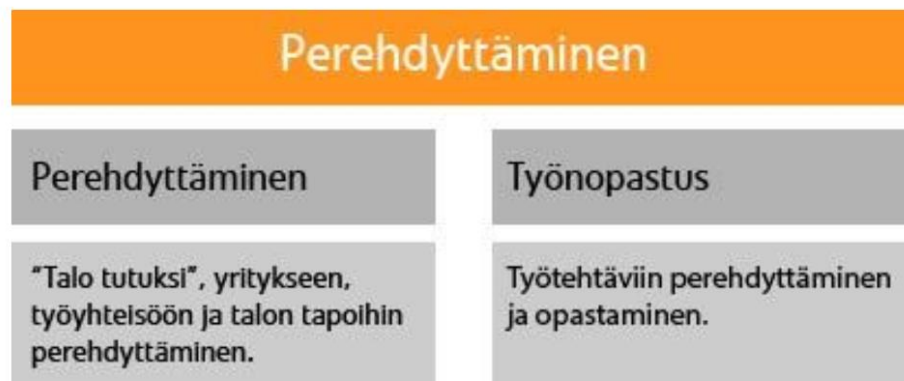 Perehdyttäminen
Perehdyttäminen
"Talo tutuksi", yritykseen,
työyhteisöön ja talon tapoihin
perehdyttäminen.
Työnopastus
Työtehtäviin perehdyttäminen
ja opastaminen.